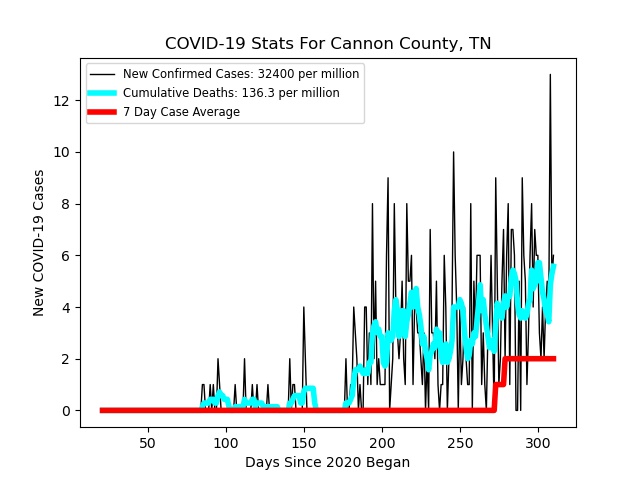 COVID-19 Stats For Cannon County, TN
New Confirmed Cases: 32400 per million
Cumulative Deaths: 136.3 per million
7 Day Case Average
New COVID-19 Cases
12
10
8
6
4
2
0
50 100 150 200 250 300
Days Since 2020 Began